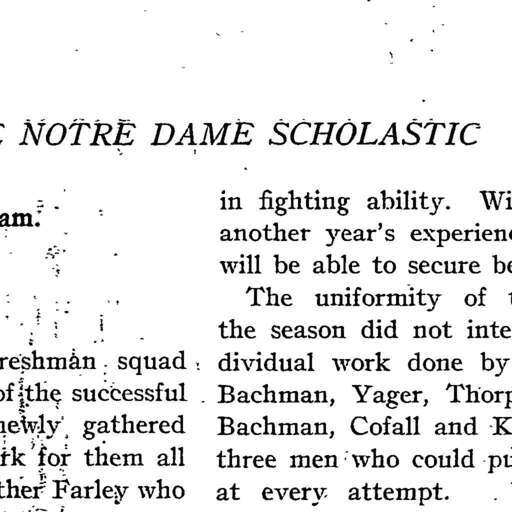 NOTRE DAME SCHOLASTIC
am.
reshman squad
of the successful
newly gathered
rk for them all
ther Farley who
in fighting ability. Wi
another year's experienc
will be able to secure be
The uniformity of t
the season did not inte
dividual work done by
Bachman, Yager, Thorp
Bachman, Cofall and K
three men who could pu
at every attempt.